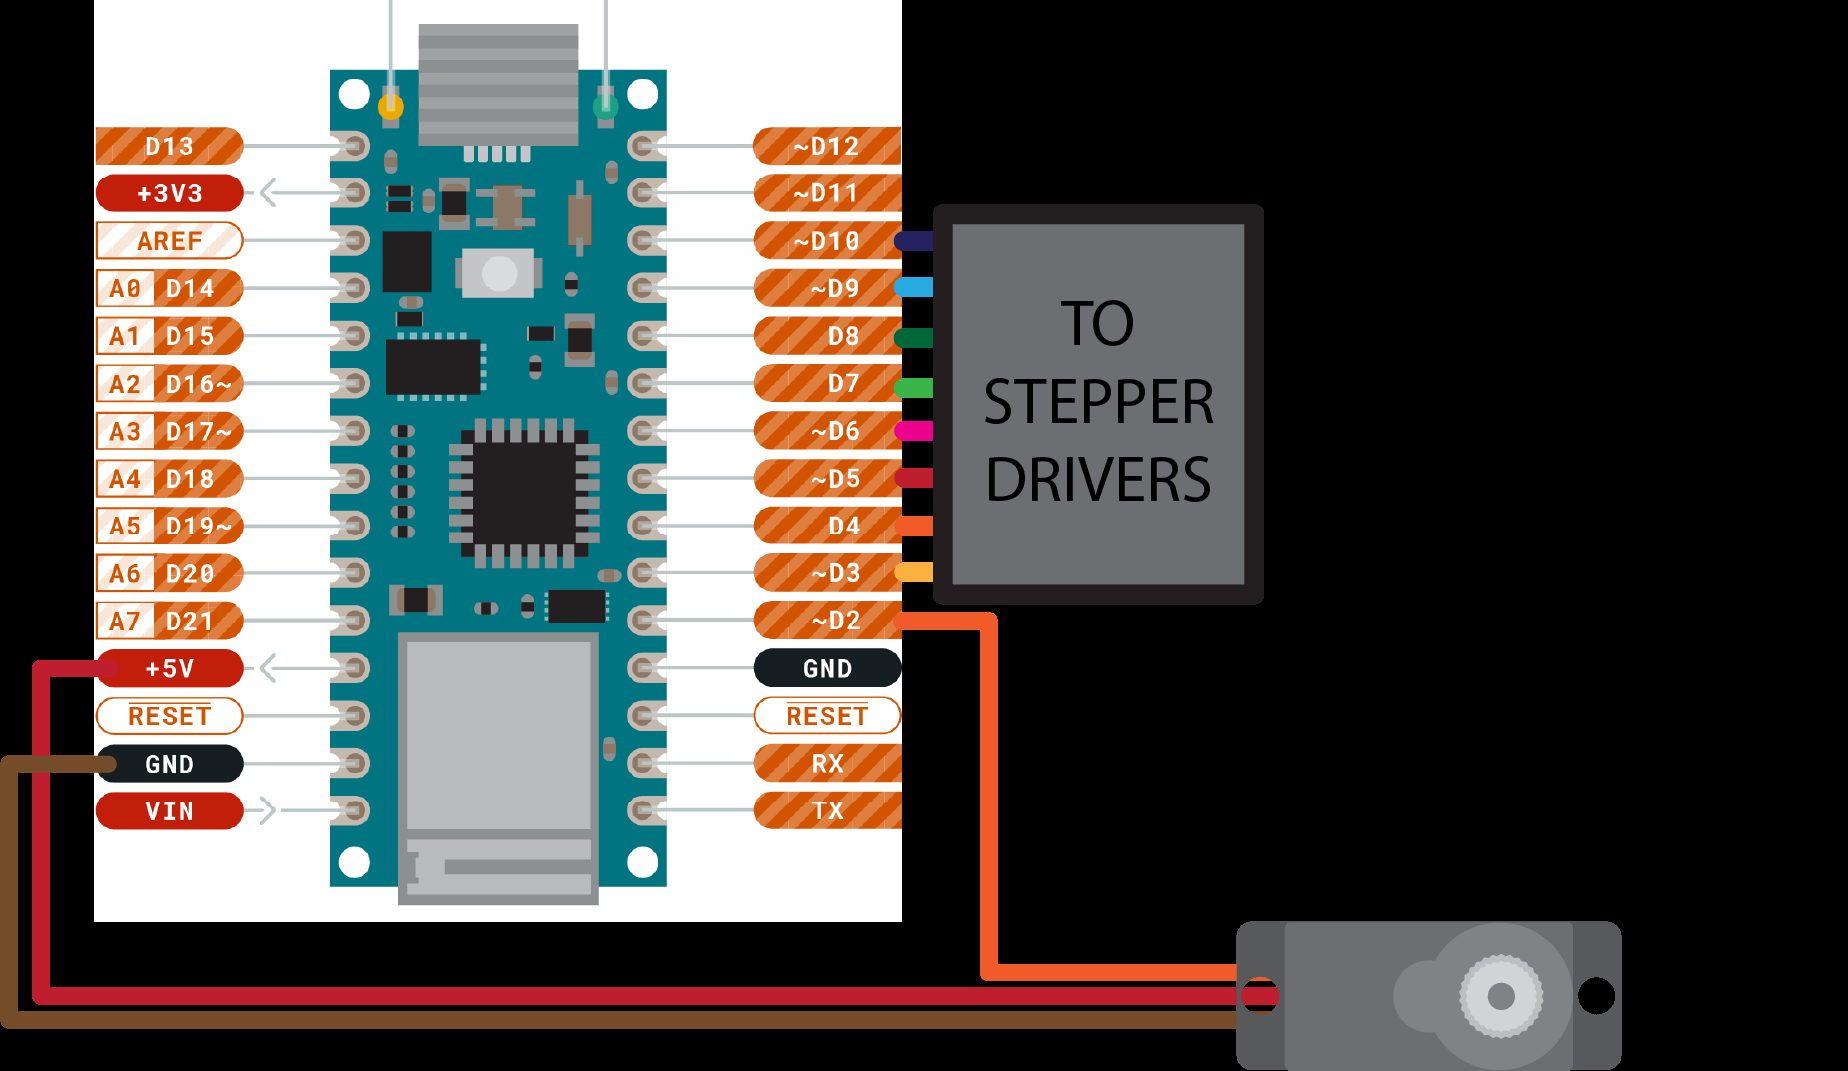 D13
+3V3
AREF
A0 D14
A1 D15
A2 D16~
A3 D17~
A4 D18
A5 D19~
A6 D20
A7 D21
+5V
RESET
GND
VIN
~D12
~D11
~D10
~D9
D8
D7
~D6
~D5
D4
~D3
~D2
GND
RESET
RX
TX
TO
STEPPER
DRIVERS